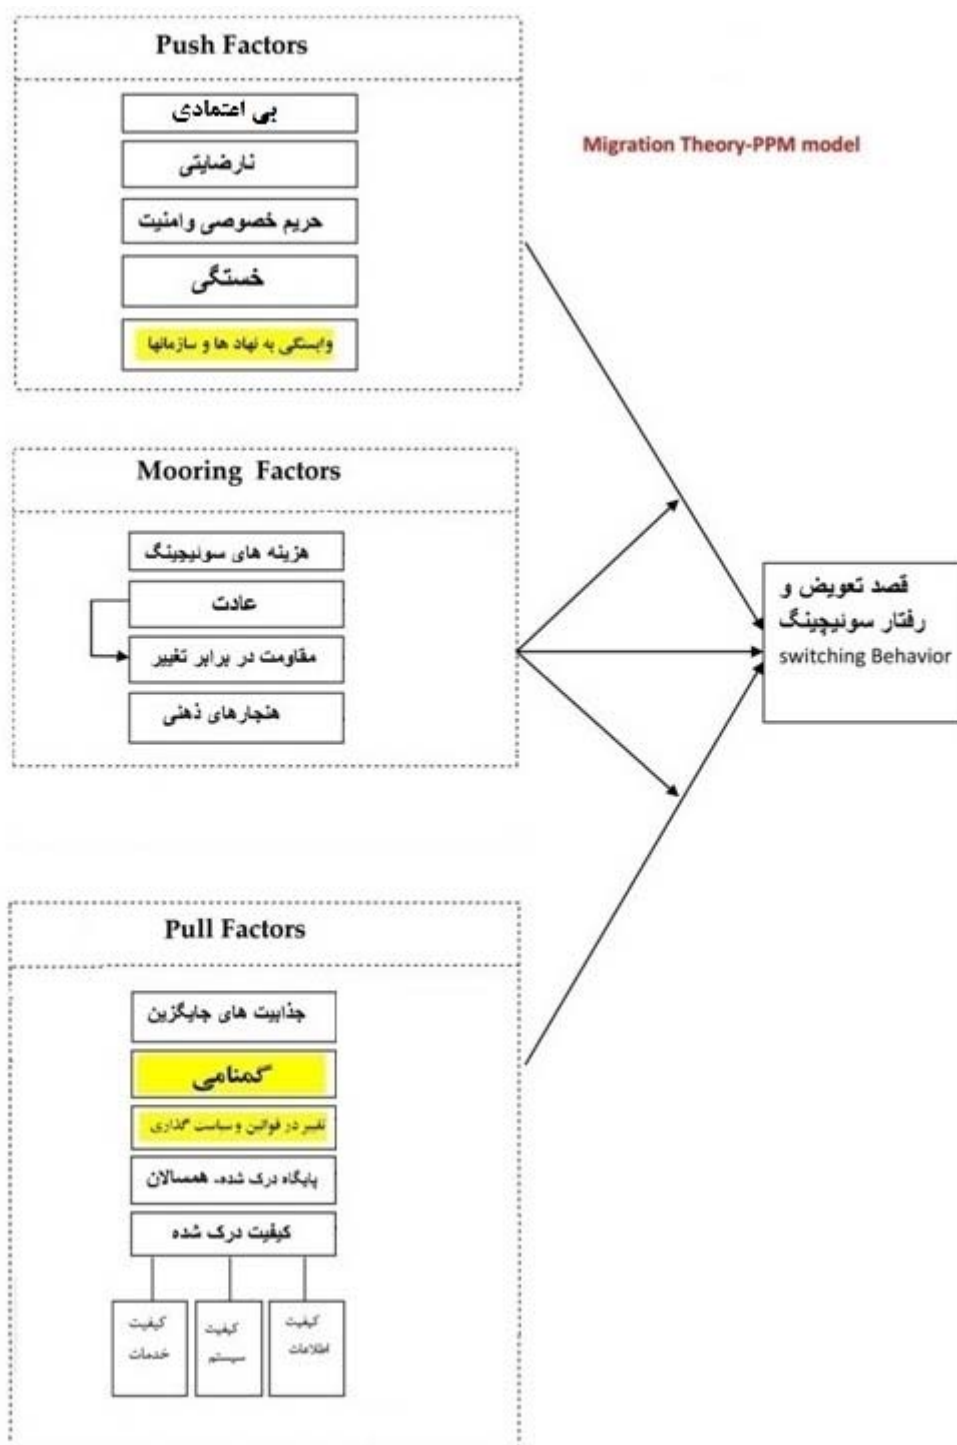 Push Factors
بی اعتمادی
نارضایتی
حریم خصوصی وامنیت
خستگی
وابستگی به نهاد ها و سازمانها
Migration Theory-PPM model
Mooring Factors
هزینه های سوئیچینگ
عادت
مقاومت در برابر تغییر
هنجارهای ذهنی
قصد تعویض و
رفتار سوئیچینگ
switching Behavior
Pull Factors
جذابیت های جایگزین
گمنامی
تغییر در قوانین و سیاست گذاری
پایگاه درک شده- همسالان
کیفیت درک شده
کیفیت
خدمات
کیفیت
سیستم
کیفیت
اطلاعات